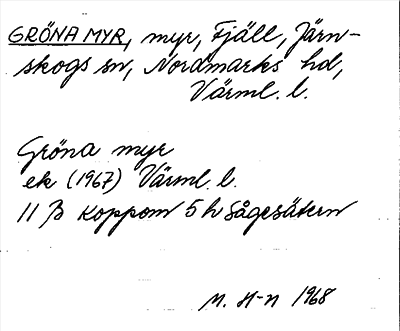 GRÖNA MYR, myr, Fjäll, Järn-
skogs sn, Nordmarks hd,
Värml. l.
Gröna myr
ek (1967) Värml. l.
11 B Koppom 5 h Sågesätern
M. H-n 1968